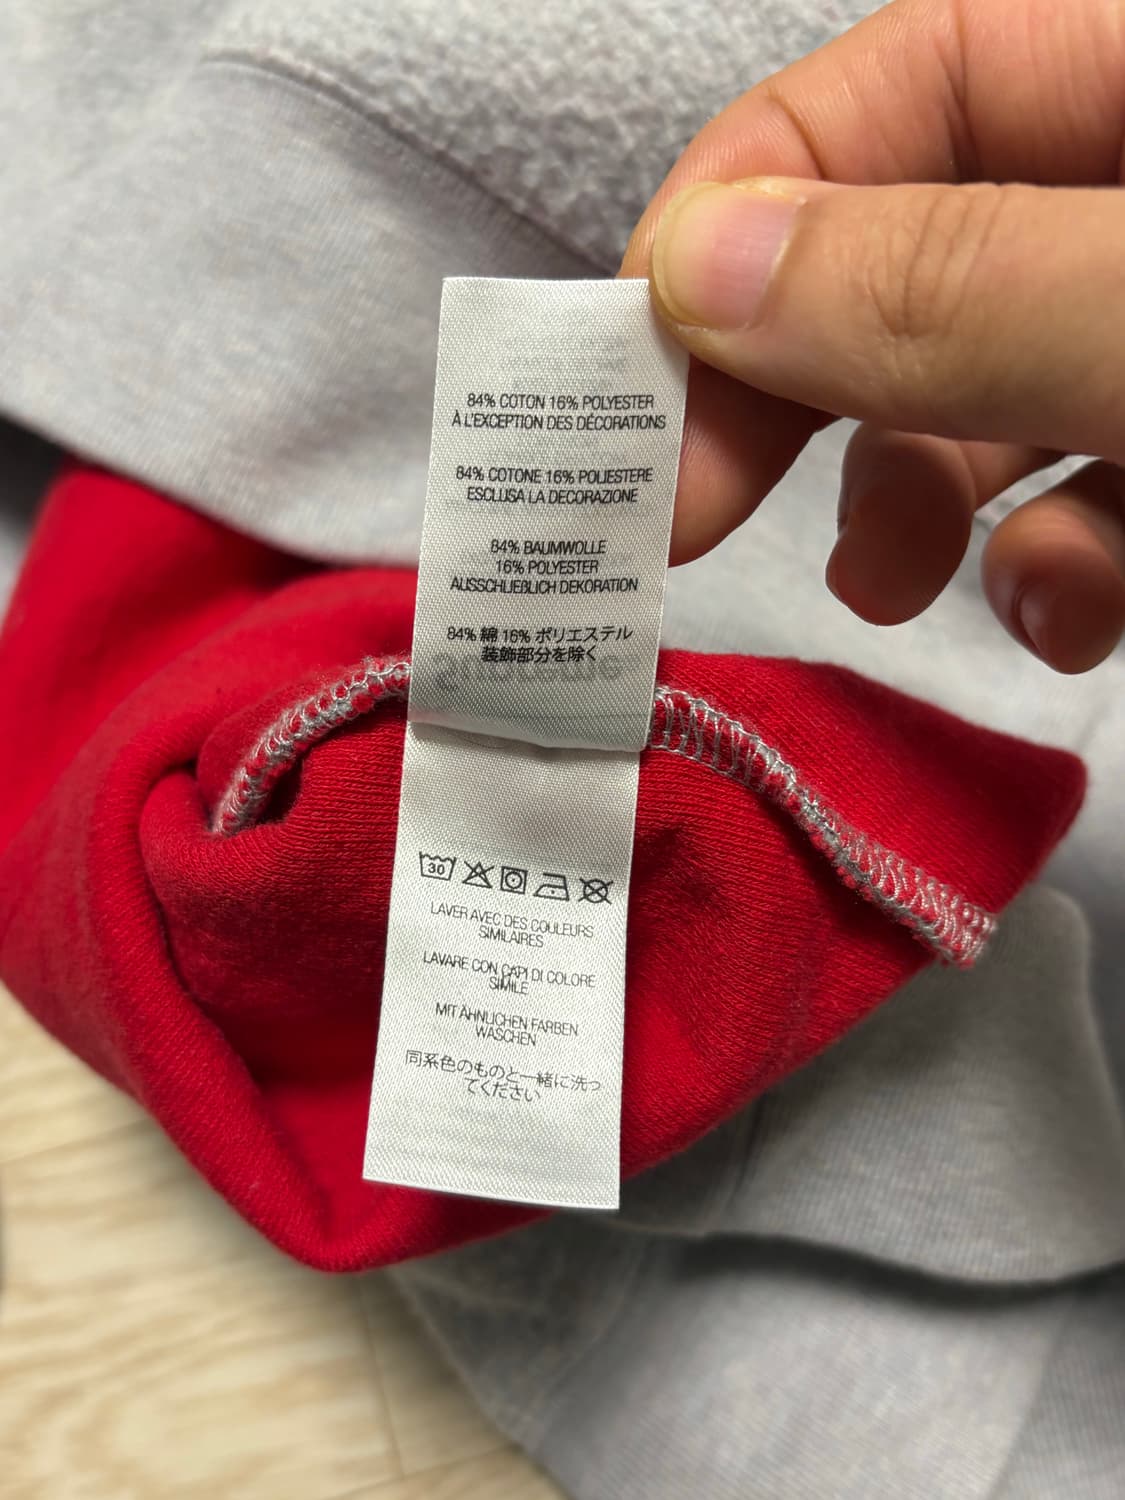 84% COTON 16% POLYESTER
À L'EXCEPTION DES DÉCORATIONS
84% COTONE 16% POLIESTERE
ESCLUSA LA DECORAZIONE
84% BAUMWOLLE
16% POLYESTER
AUSSCHLIEBLICH DEKORATION
84% 綿 16% ポリエステル
装飾部分を除く
30
LAVER AVEC DES COULEURS
SIMILAIRES
LAVARE CON CAPI DI COLORE
SIMILE
MIT ÄHNLICHEN FARBEN
WASCHEN
同系色のものと一緒に洗っ
てください